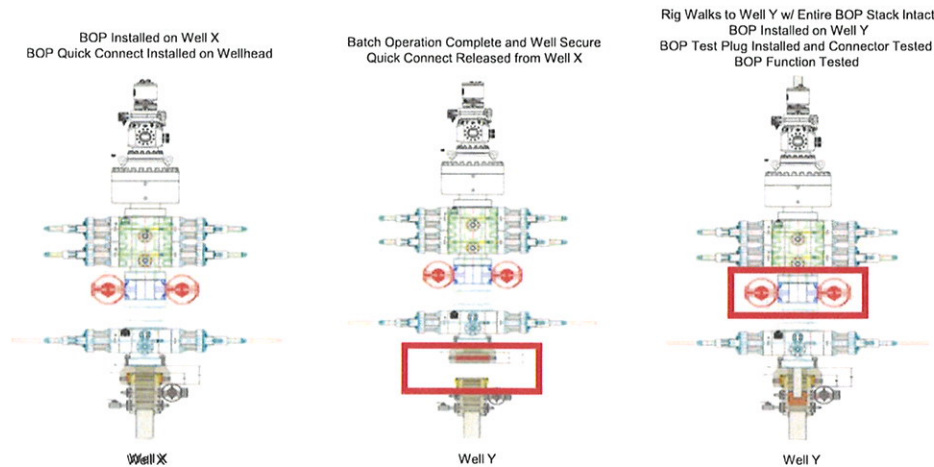 BOP Installed on Well X
BOP Quick Connect Installed on Wellhead
Batch Operation Complete and Well Secure
Quick Connect Released from Well X
Rig Walks to Well Y w/ Entire BOP Stack Intact
BOP Installed on Well Y
BOP Test Plug Installed and Connector Tested
BOP Function Tested
Well X
Well Y
Well Y